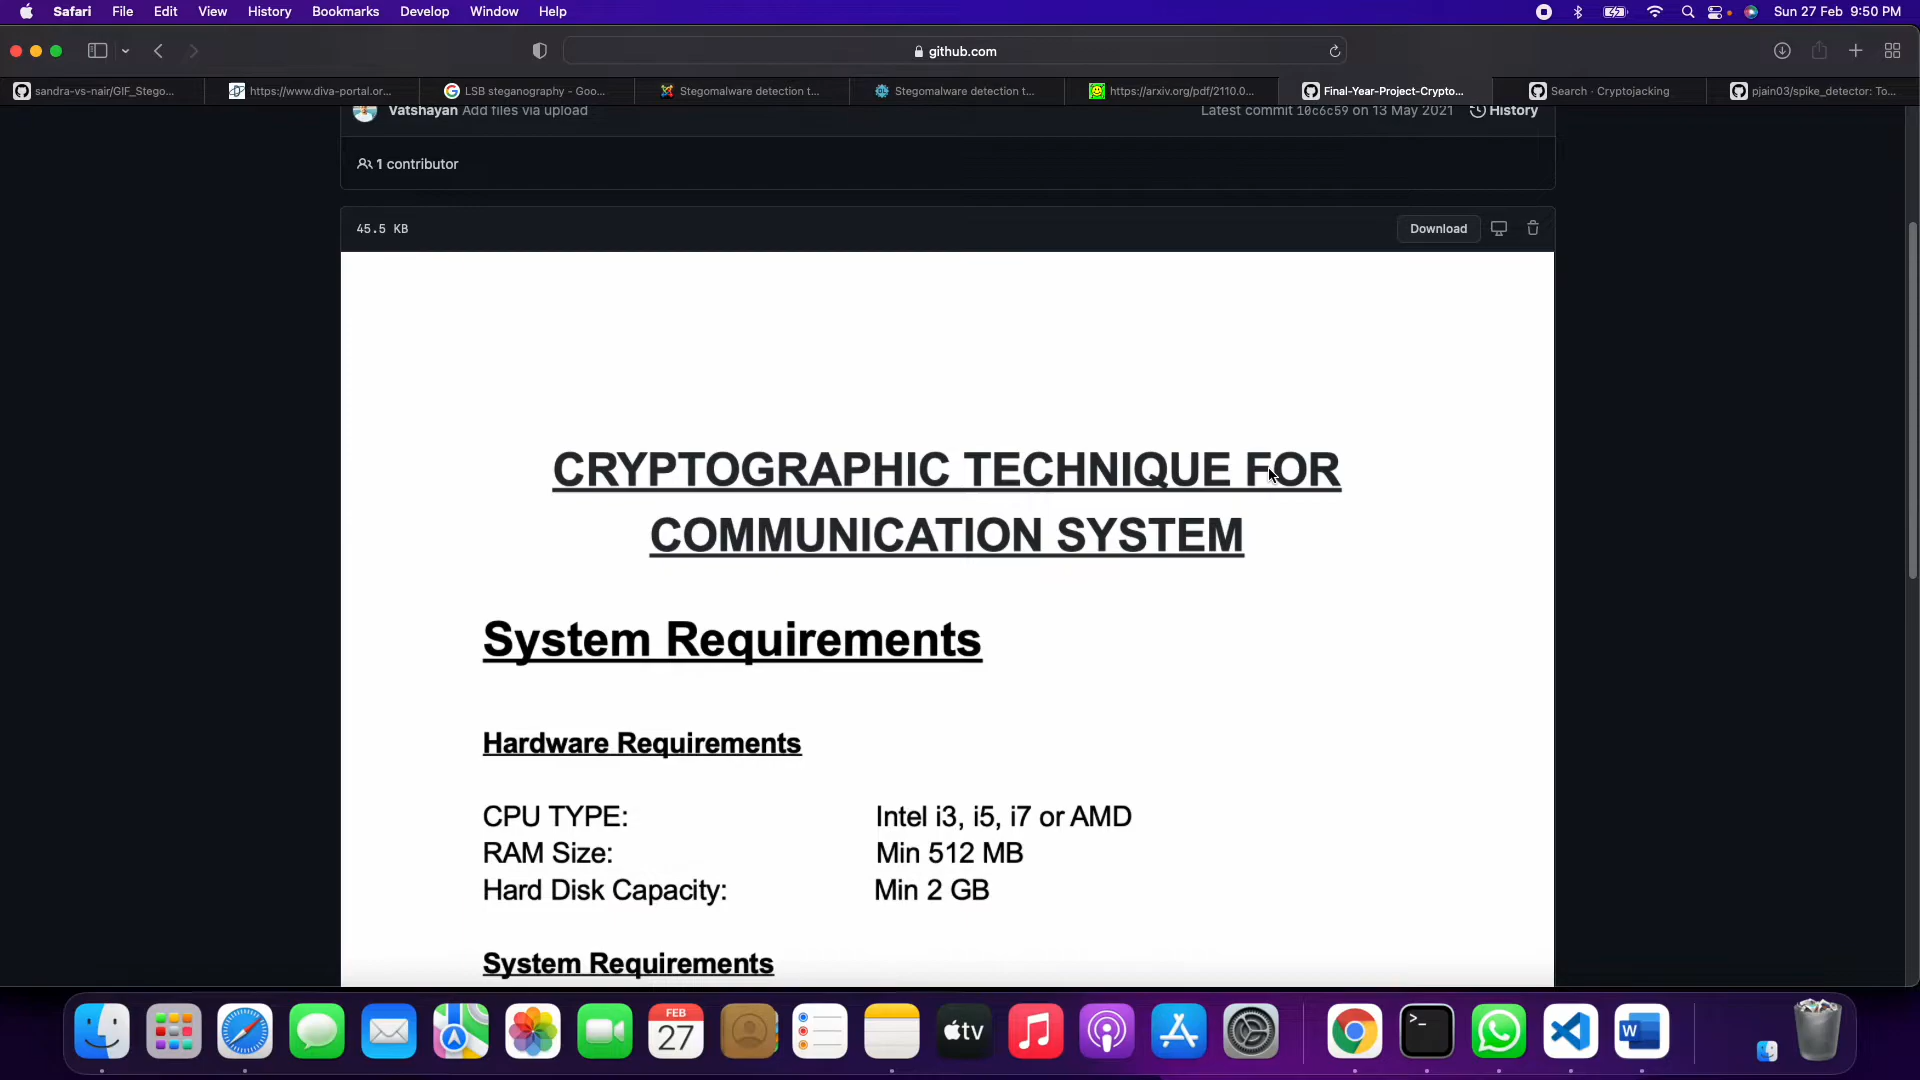 Safari File Edit View History Bookmarks Develop Window Help Sun 27 Feb 9:50 PM
github.com
sandra-vs-nair/GIF_Stego... https://www.diva-portal.or... LSB steganography - Goo... Stegomalware detection t... Stegomalware detection t... https://arxiv.org/pdf/2110.0... Final-Year-Project-Crypto... Search · Cryptojacking pjain03/spike_detector: To...
Vatshayan Add files via upload Latest commit 10c6c59 on 13 May 2021 History
1 contributor
45.5 KB Download
CRYPTOGRAPHIC TECHNIQUE FOR
COMMUNICATION SYSTEM
System Requirements
Hardware Requirements
CPU TYPE: Intel i3, i5, i7 or AMD
RAM Size: Min 512 MB
Hard Disk Capacity: Min 2 GB
System Requirements
FEB
27
tv
W